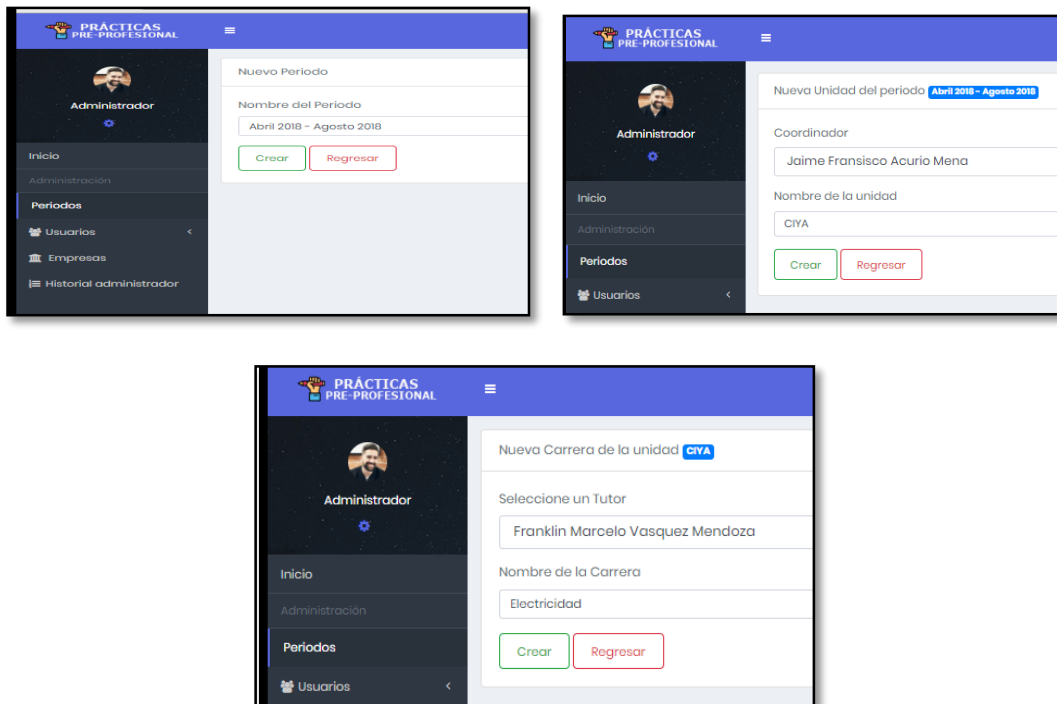 PRÁCTICAS
PRE-PROFESIONAL
Administrador
Inicio
Administración
Periodos
Usuarios
Empresas
Historial administrador
Nuevo Periodo
Nombre del Periodo
Abril 2018 - Agosto 2018
Crear Regresar
PRÁCTICAS
PRE-PROFESIONAL
Administrador
Inicio
Administración
Periodos
Usuarios
Nueva Unidad del periodo Abril 2018 - Agosto 2018
Coordinador
Jaime Fransisco Acurio Mena
Nombre de la unidad
CIYA
Crear Regresar
PRÁCTICAS
PRE-PROFESIONAL
Administrador
Inicio
Administración
Periodos
Usuarios
Nueva Carrera de la unidad CIYA
Seleccione un Tutor
Franklin Marcelo Vasquez Mendoza
Nombre de la Carrera
Electricidad
Crear Regresar